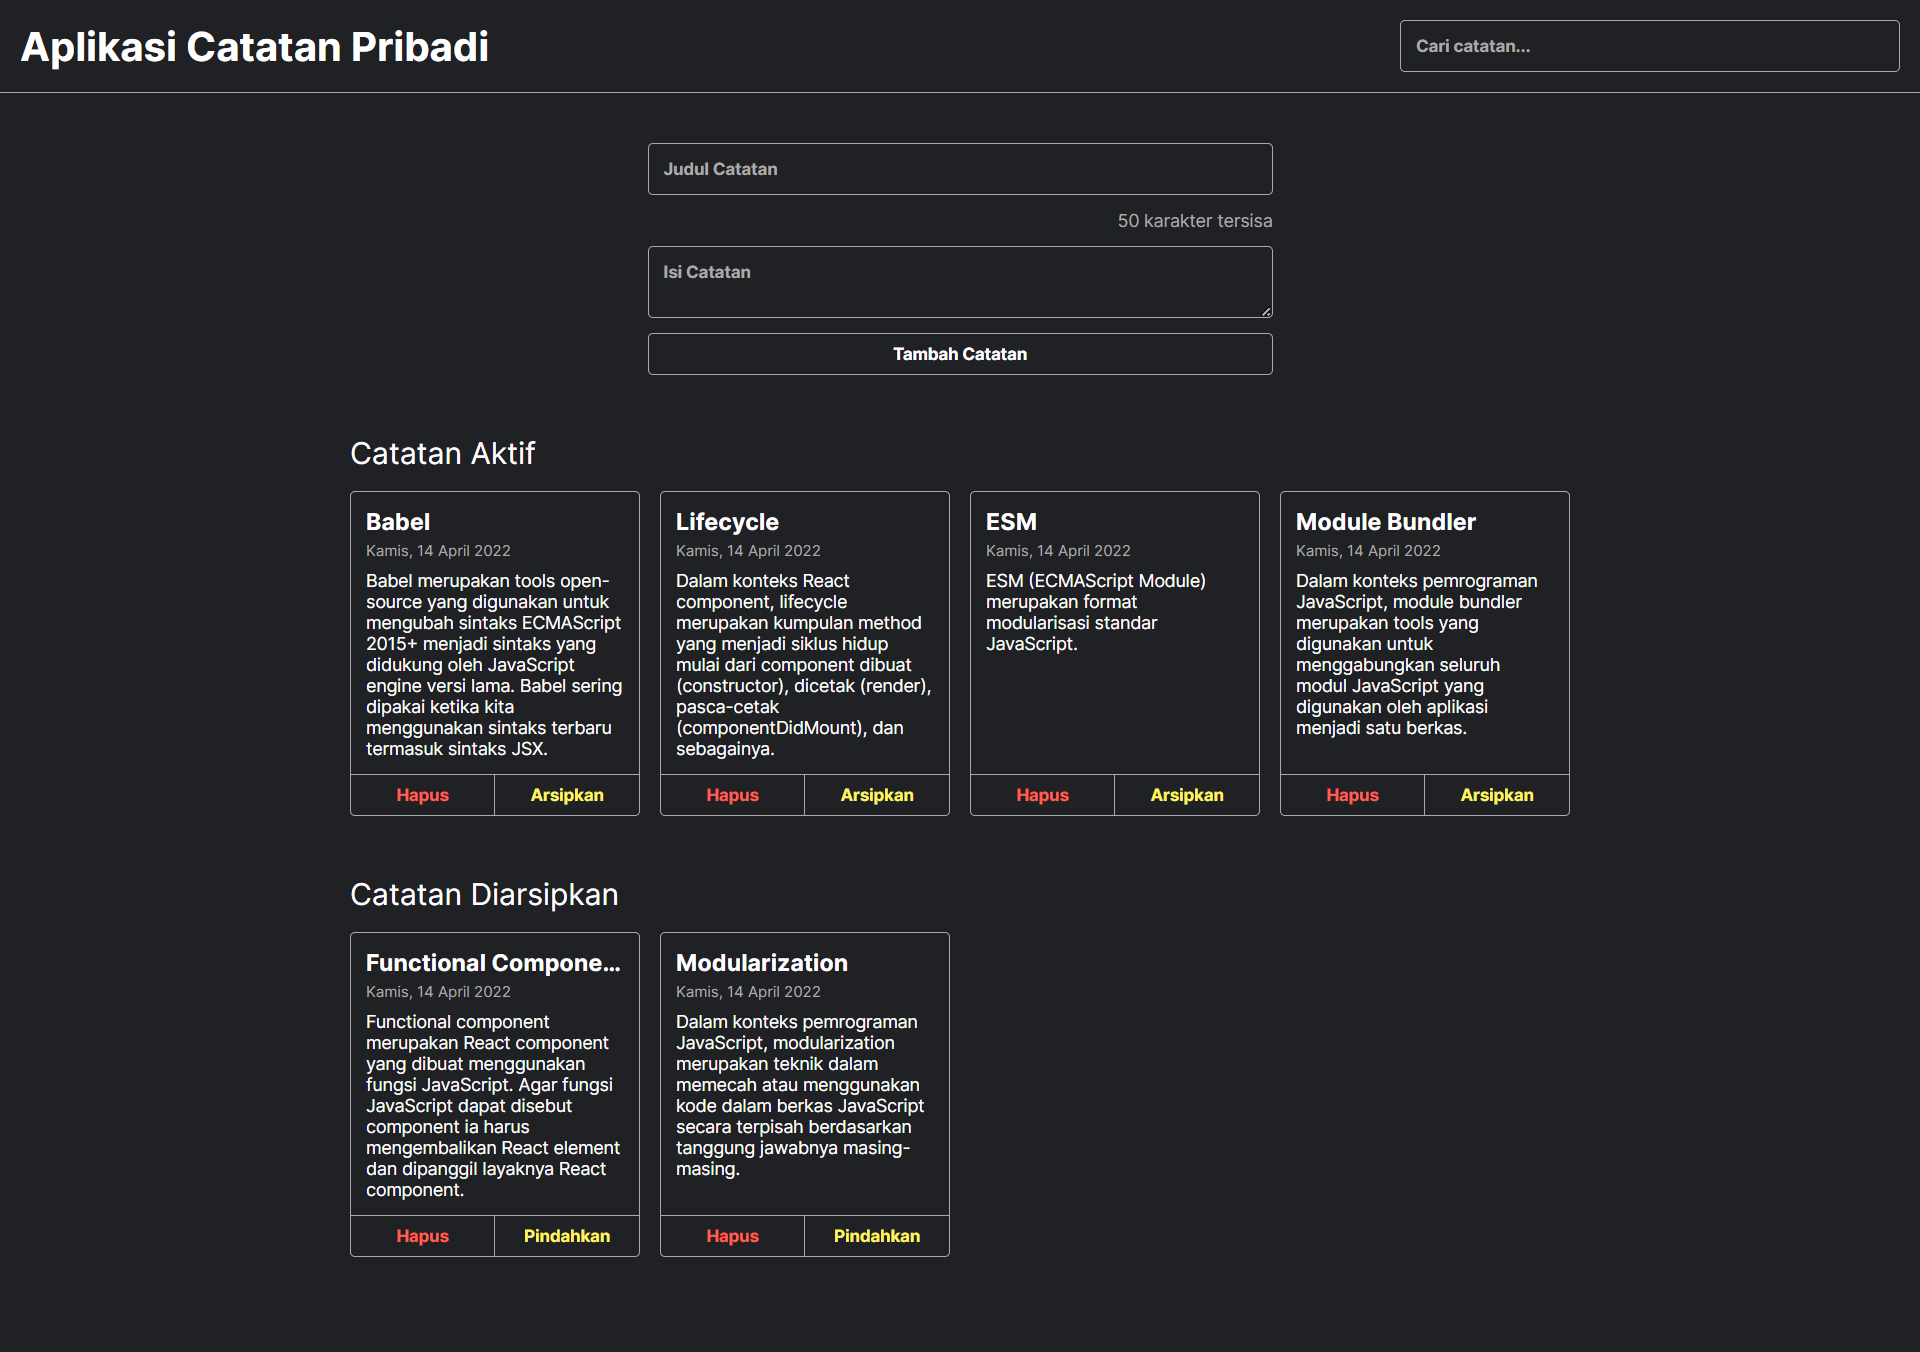 Aplikasi Catatan Pribadi
Cari catatan...
Judul Catatan
50 karakter tersisa
Isi Catatan
Tambah Catatan
Catatan Aktif
Babel
Kamis, 14 April 2022
Babel merupakan tools open-
source yang digunakan untuk
mengubah sintaks ECMAScript
2015+ menjadi sintaks yang
didukung oleh JavaScript
engine versi lama. Babel sering
dipakai ketika kita
menggunakan sintaks terbaru
termasuk sintaks JSX.
Hapus
Arsipkan
Lifecycle
Kamis, 14 April 2022
Dalam konteks React
component, lifecycle
merupakan kumpulan method
yang menjadi siklus hidup
mulai dari component dibuat
(constructor), dicetak (render),
pasca-cetak
(componentDidMount), dan
sebagainya.
Hapus
Arsipkan
ESM
Kamis, 14 April 2022
ESM (ECMAScript Module)
merupakan format
modularisasi standar
JavaScript.
Hapus
Arsipkan
Module Bundler
Kamis, 14 April 2022
Dalam konteks pemrograman
JavaScript, module bundler
merupakan tools yang
digunakan untuk
menggabungkan seluruh
modul JavaScript yang
digunakan oleh aplikasi
menjadi satu berkas.
Hapus
Arsipkan
Catatan Diarsipkan
Functional Compone...
Kamis, 14 April 2022
Functional component
merupakan React component
yang dibuat menggunakan
fungsi JavaScript. Agar fungsi
JavaScript dapat disebut
component ia harus
mengembalikan React element
dan dipanggil layaknya React
component.
Hapus
Pindahkan
Modularization
Kamis, 14 April 2022
Dalam konteks pemrograman
JavaScript, modularization
merupakan teknik dalam
memecah atau menggunakan
kode dalam berkas JavaScript
secara terpisah berdasarkan
tanggung jawabnya masing-
masing.
Hapus
Pindahkan